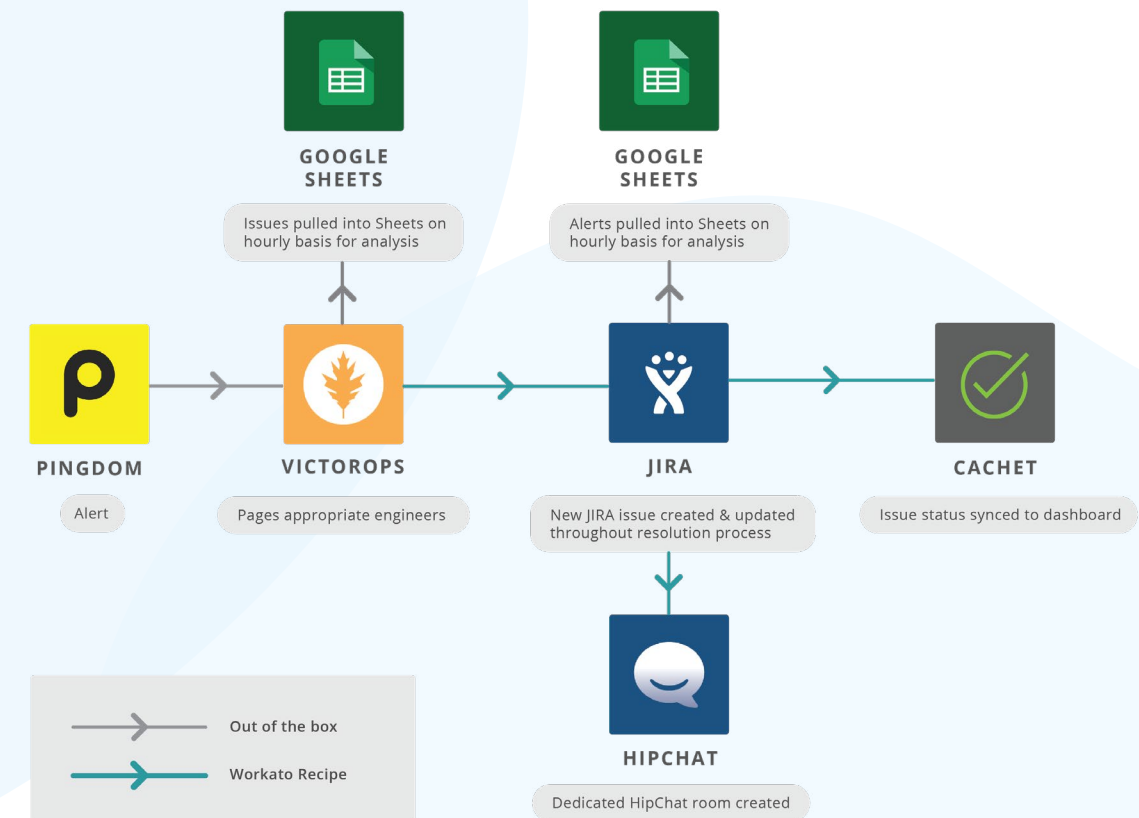 GOOGLE
SHEETS
GOOGLE
SHEETS
Issues pulled into Sheets on
hourly basis for analysis
Alerts pulled into Sheets on
hourly basis for analysis
PINGDOM
VICTOROPS
JIRA
CACHET
Alert
Pages appropriate engineers
New JIRA issue created & updated
throughout resolution process
Issue status synced to dashboard
Out of the box
Workato Recipe
HIPCHAT
Dedicated HipChat room created